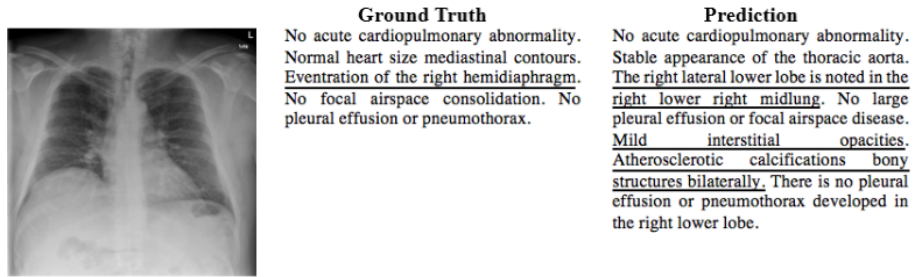 Ground Truth
No acute cardiopulmonary abnormality.
Normal heart size mediastinal contours.
Eventration of the right hemidiaphragm.
No focal airspace consolidation. No
pleural effusion or pneumothorax.
Prediction
No acute cardiopulmonary abnormality.
Stable appearance of the thoracic aorta.
The right lateral lower lobe is noted in the
right lower right midlung. No large
pleural effusion or focal airspace disease.
Mild interstitial opacities.
Atherosclerotic calcifications bony
structures bilaterally. There is no pleural
effusion or pneumothorax developed in
the right lower lobe.
L